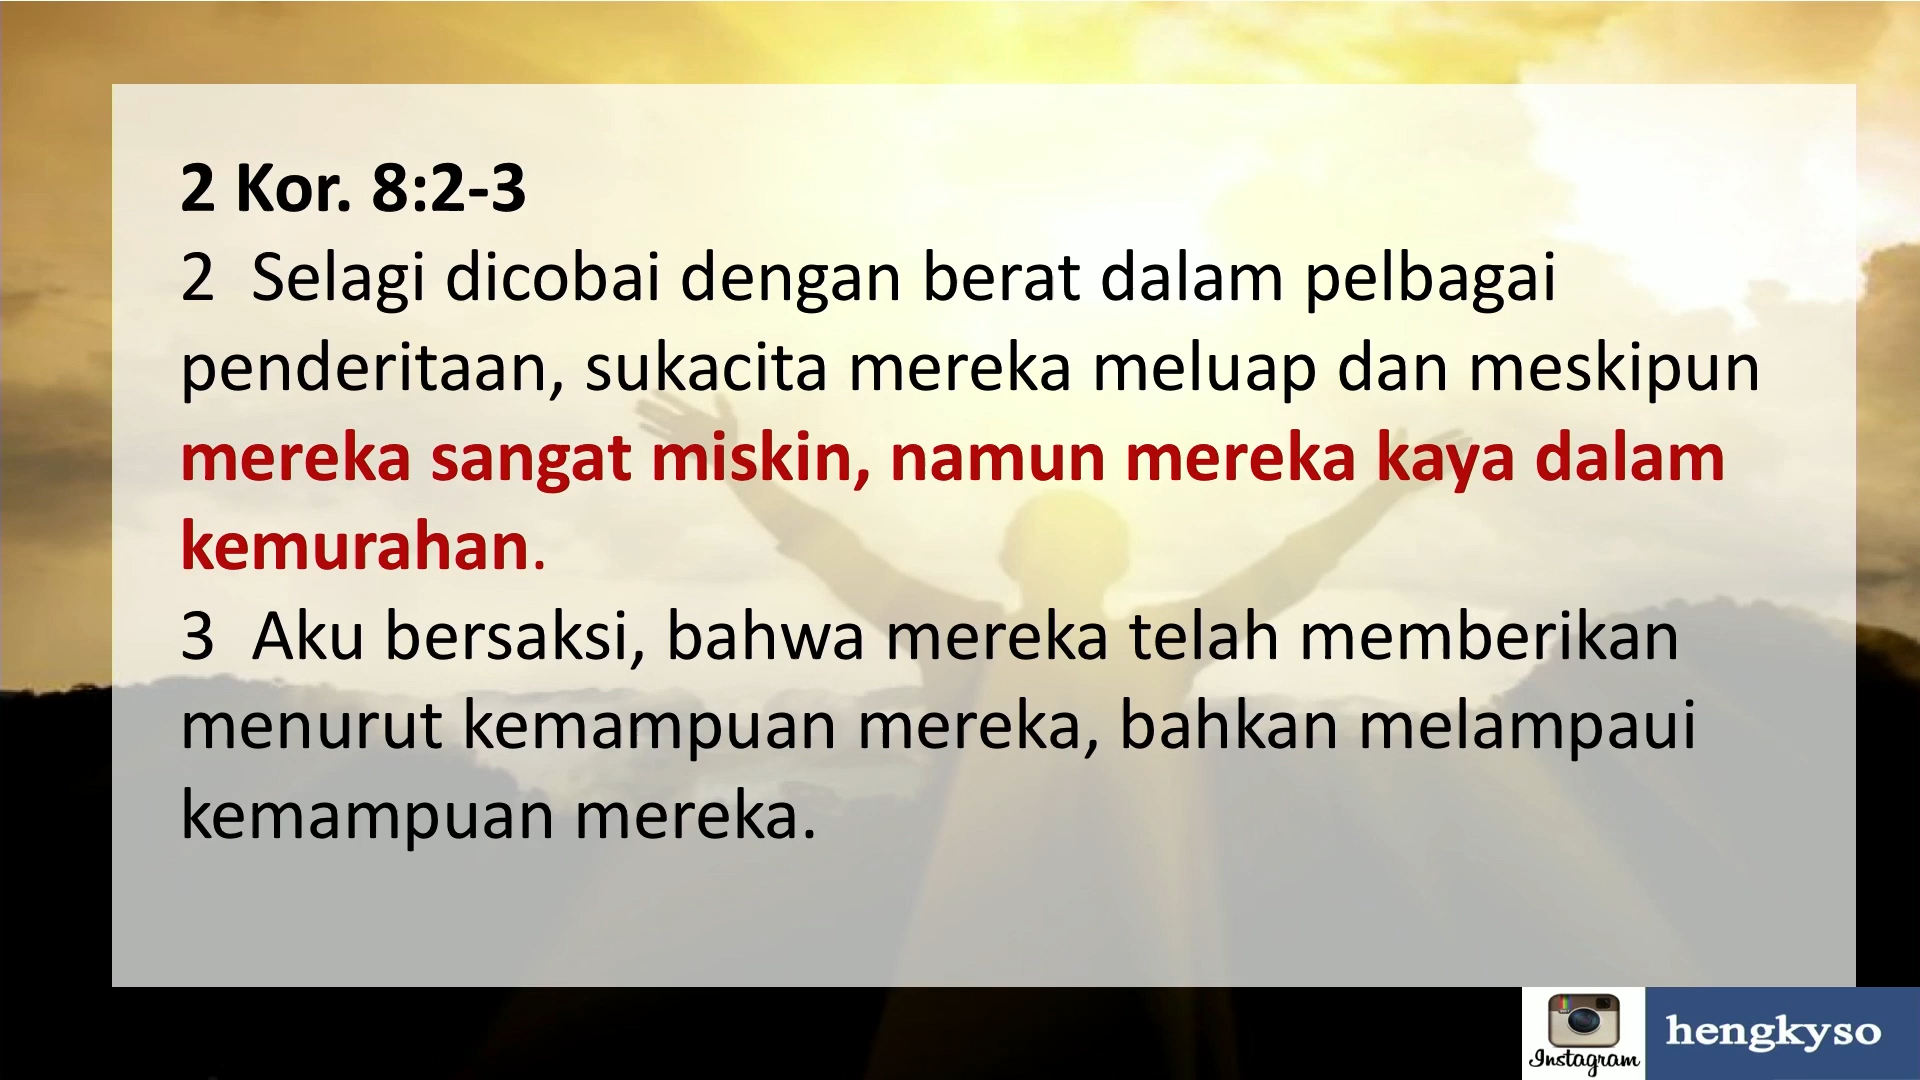 2 Kor. 8:2-3
2 Selagi dicobai dengan berat dalam pelbagai
penderitaan, sukacita mereka meluap dan meskipun
mereka sangat miskin, namun mereka kaya dalam
kemurahan.
3 Aku bersaksi, bahwa mereka telah memberikan
menurut kemampuan mereka, bahkan melampaui
kemampuan mereka.
Instagram
hengkyso